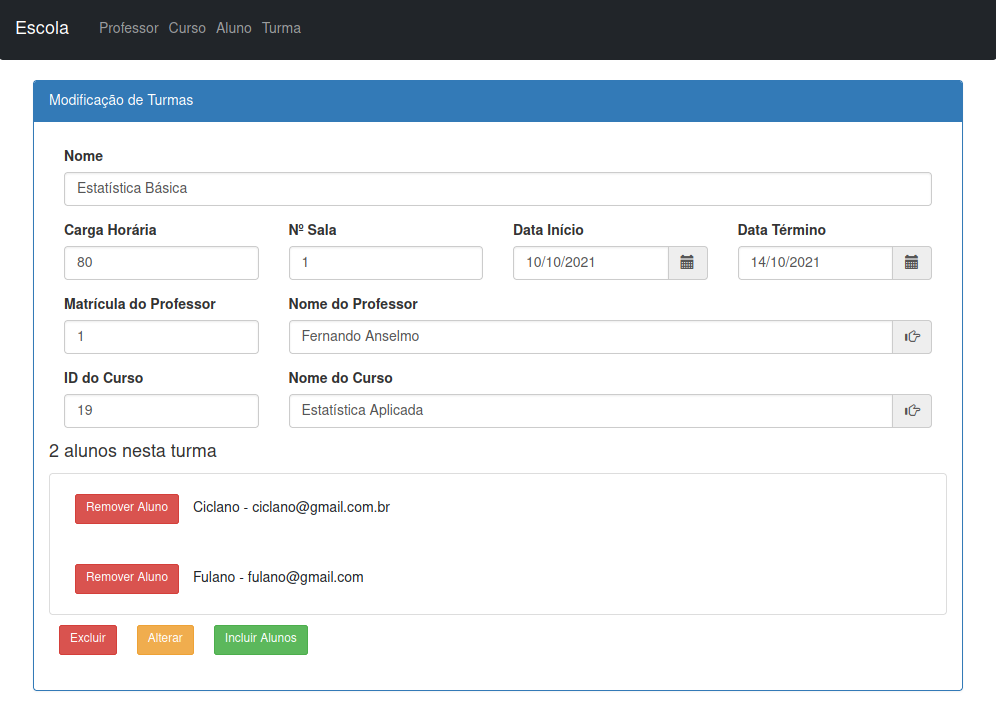 Escola Professor Curso Aluno Turma
Modificação de Turmas
Nome
Estatística Básica
Carga Horária Nº Sala Data Início Data Término
80 1 10/10/2021 14/10/2021
Matrícula do Professor Nome do Professor
1 Fernando Anselmo
ID do Curso Nome do Curso
19 Estatística Aplicada
2 alunos nesta turma
Remover Aluno Ciclano - ciclano@gmail.com.br
Remover Aluno Fulano - fulano@gmail.com
Excluir Alterar Incluir Alunos